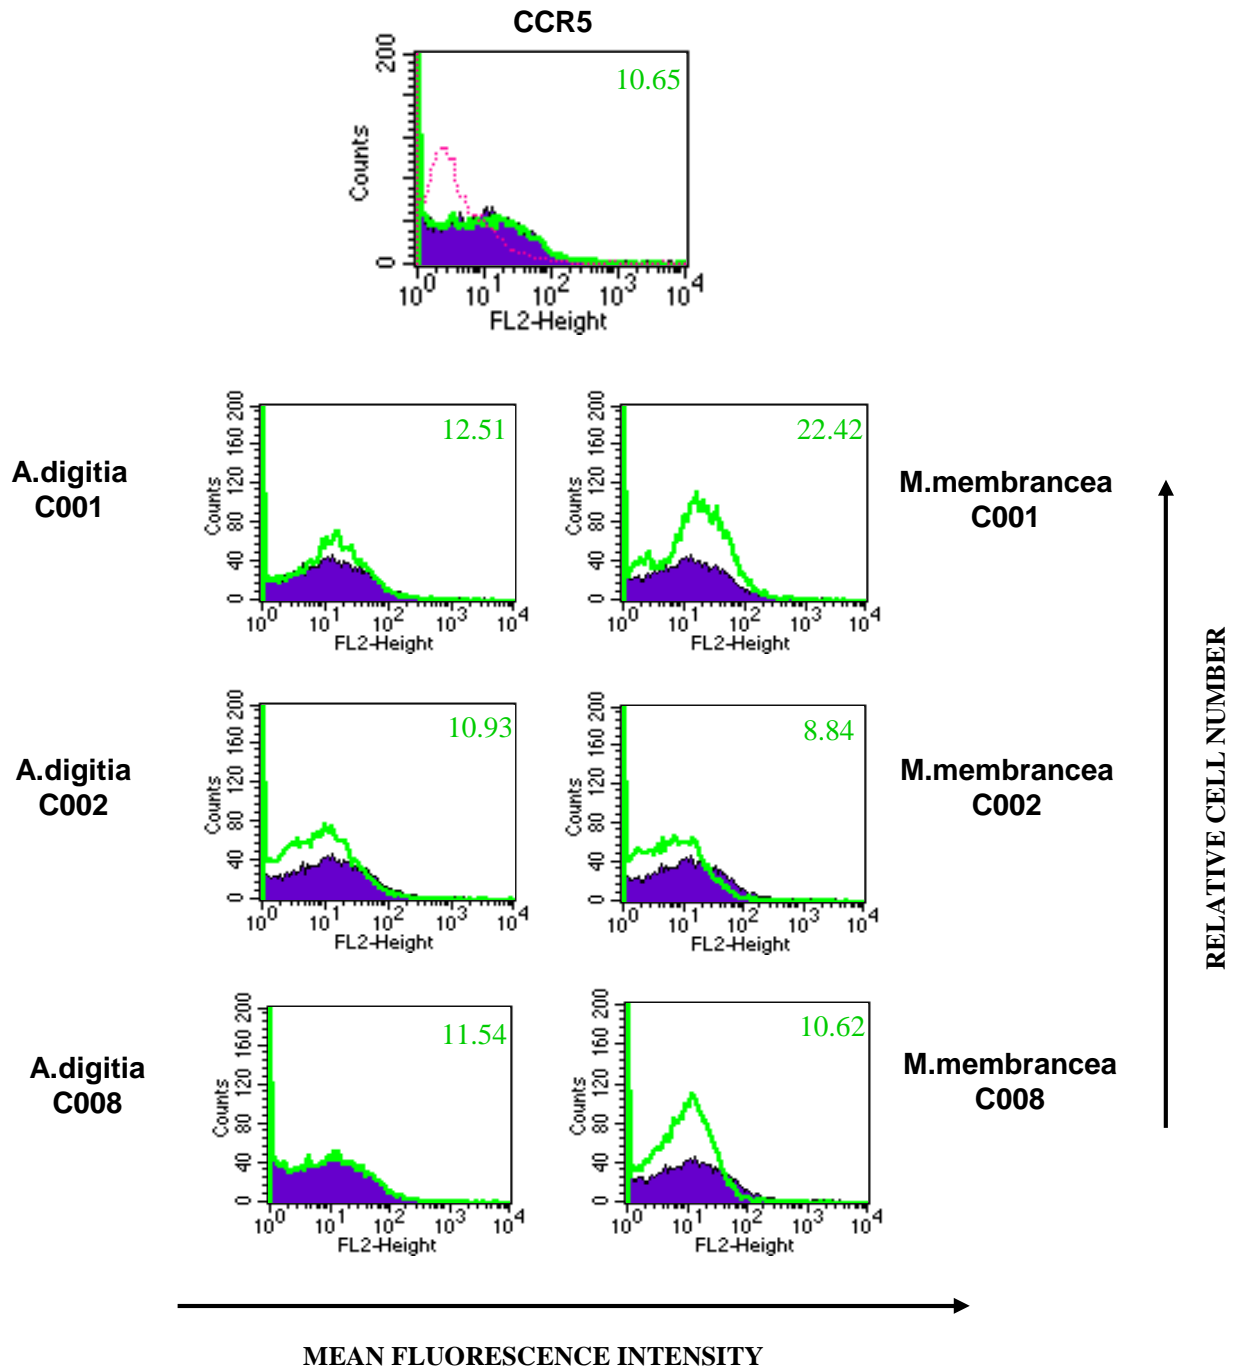 CCR5
200
10.65
Counts
0
10^0 10^1 10^2 10^3 10^4
FL2-Height
A.digitia
C001
200
160
120
80
40
0
Counts
12.51
10^0 10^1 10^2 10^3 10^4
FL2-Height
200
160
120
80
40
0
Counts
22.42
10^0 10^1 10^2 10^3 10^4
FL2-Height
M.membrancea
C001
A.digitia
C002
200
160
120
80
40
0
Counts
10.93
10^0 10^1 10^2 10^3 10^4
FL2-Height
200
160
120
80
40
0
Counts
8.84
10^0 10^1 10^2 10^3 10^4
FL2-Height
M.membrancea
C002
A.digitia
C008
200
160
120
80
40
0
Counts
11.54
10^0 10^1 10^2 10^3 10^4
FL2-Height
200
160
120
80
40
0
Counts
10.62
10^0 10^1 10^2 10^3 10^4
FL2-Height
M.membrancea
C008
RELATIVE CELL NUMBER
MEAN FLUORESCENCE INTENSITY